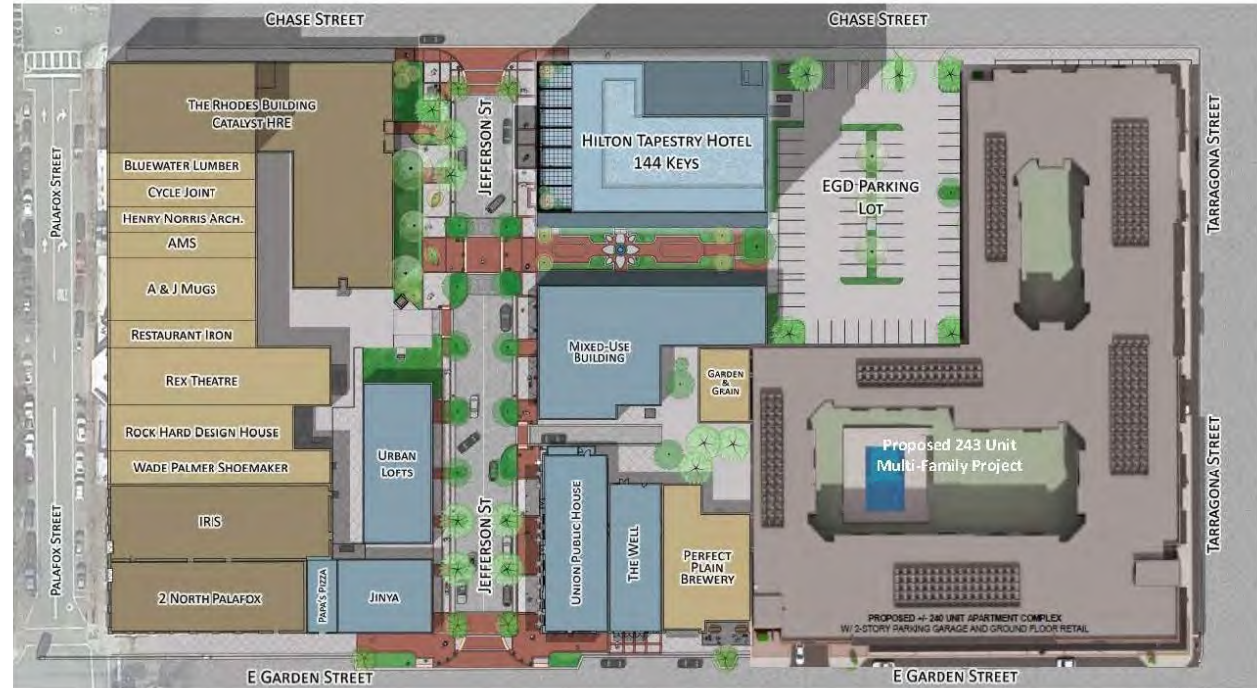 CHASE STREET
CHASE STREET
THE RHODES BUILDING
CATALYST HRE
BLUEWATER LUMBER
CYCLE JOINT
HENRY NORRIS ARCH.
AMS
A & J MUGS
RESTAURANT IRON
REX THEATRE
ROCK HARD DESIGN HOUSE
WADE PALMER SHOEMAKER
IRIS
2 NORTH PALAFOX
PAPA'S PIZZA
JINYA
URBAN
LOFTS
PALAFOX STREET
PALAFOX STREET
JEFFERSON ST
JEFFERSON ST
HILTON TAPESTRY HOTEL
144 KEYS
EGD PARKING
LOT
MIXED-USE
BUILDING
GARDEN
&
GRAIN
UNION PUBLIC HOUSE
THE WELL
PERFECT
PLAIN
BREWERY
Proposed 243 Unit
Multi-Family Project
PROPOSED +/- 240 UNIT APARTMENT COMPLEX
W/ 2-STORY PARKING GARAGE AND GROUND FLOOR RETAIL
TARRAGONA STREET
TARRAGONA STREET
E GARDEN STREET
E GARDEN STREET